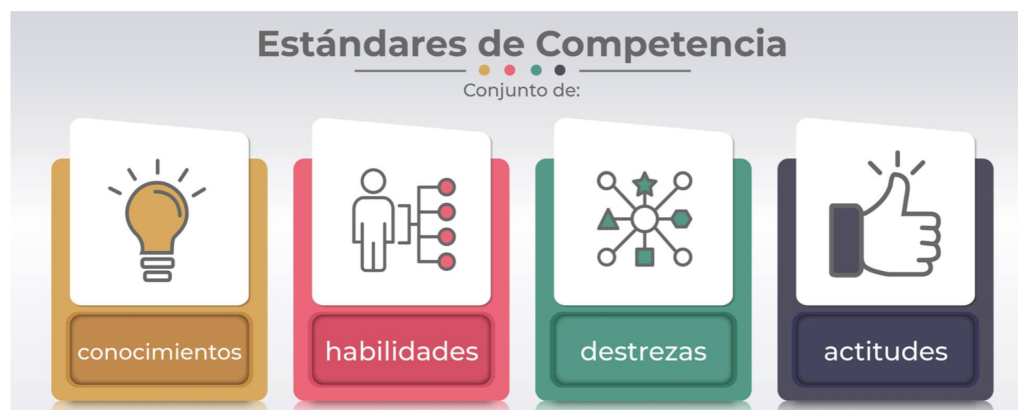 Estándares de Competencia
Conjunto de:
conocimientos
habilidades
destrezas
actitudes